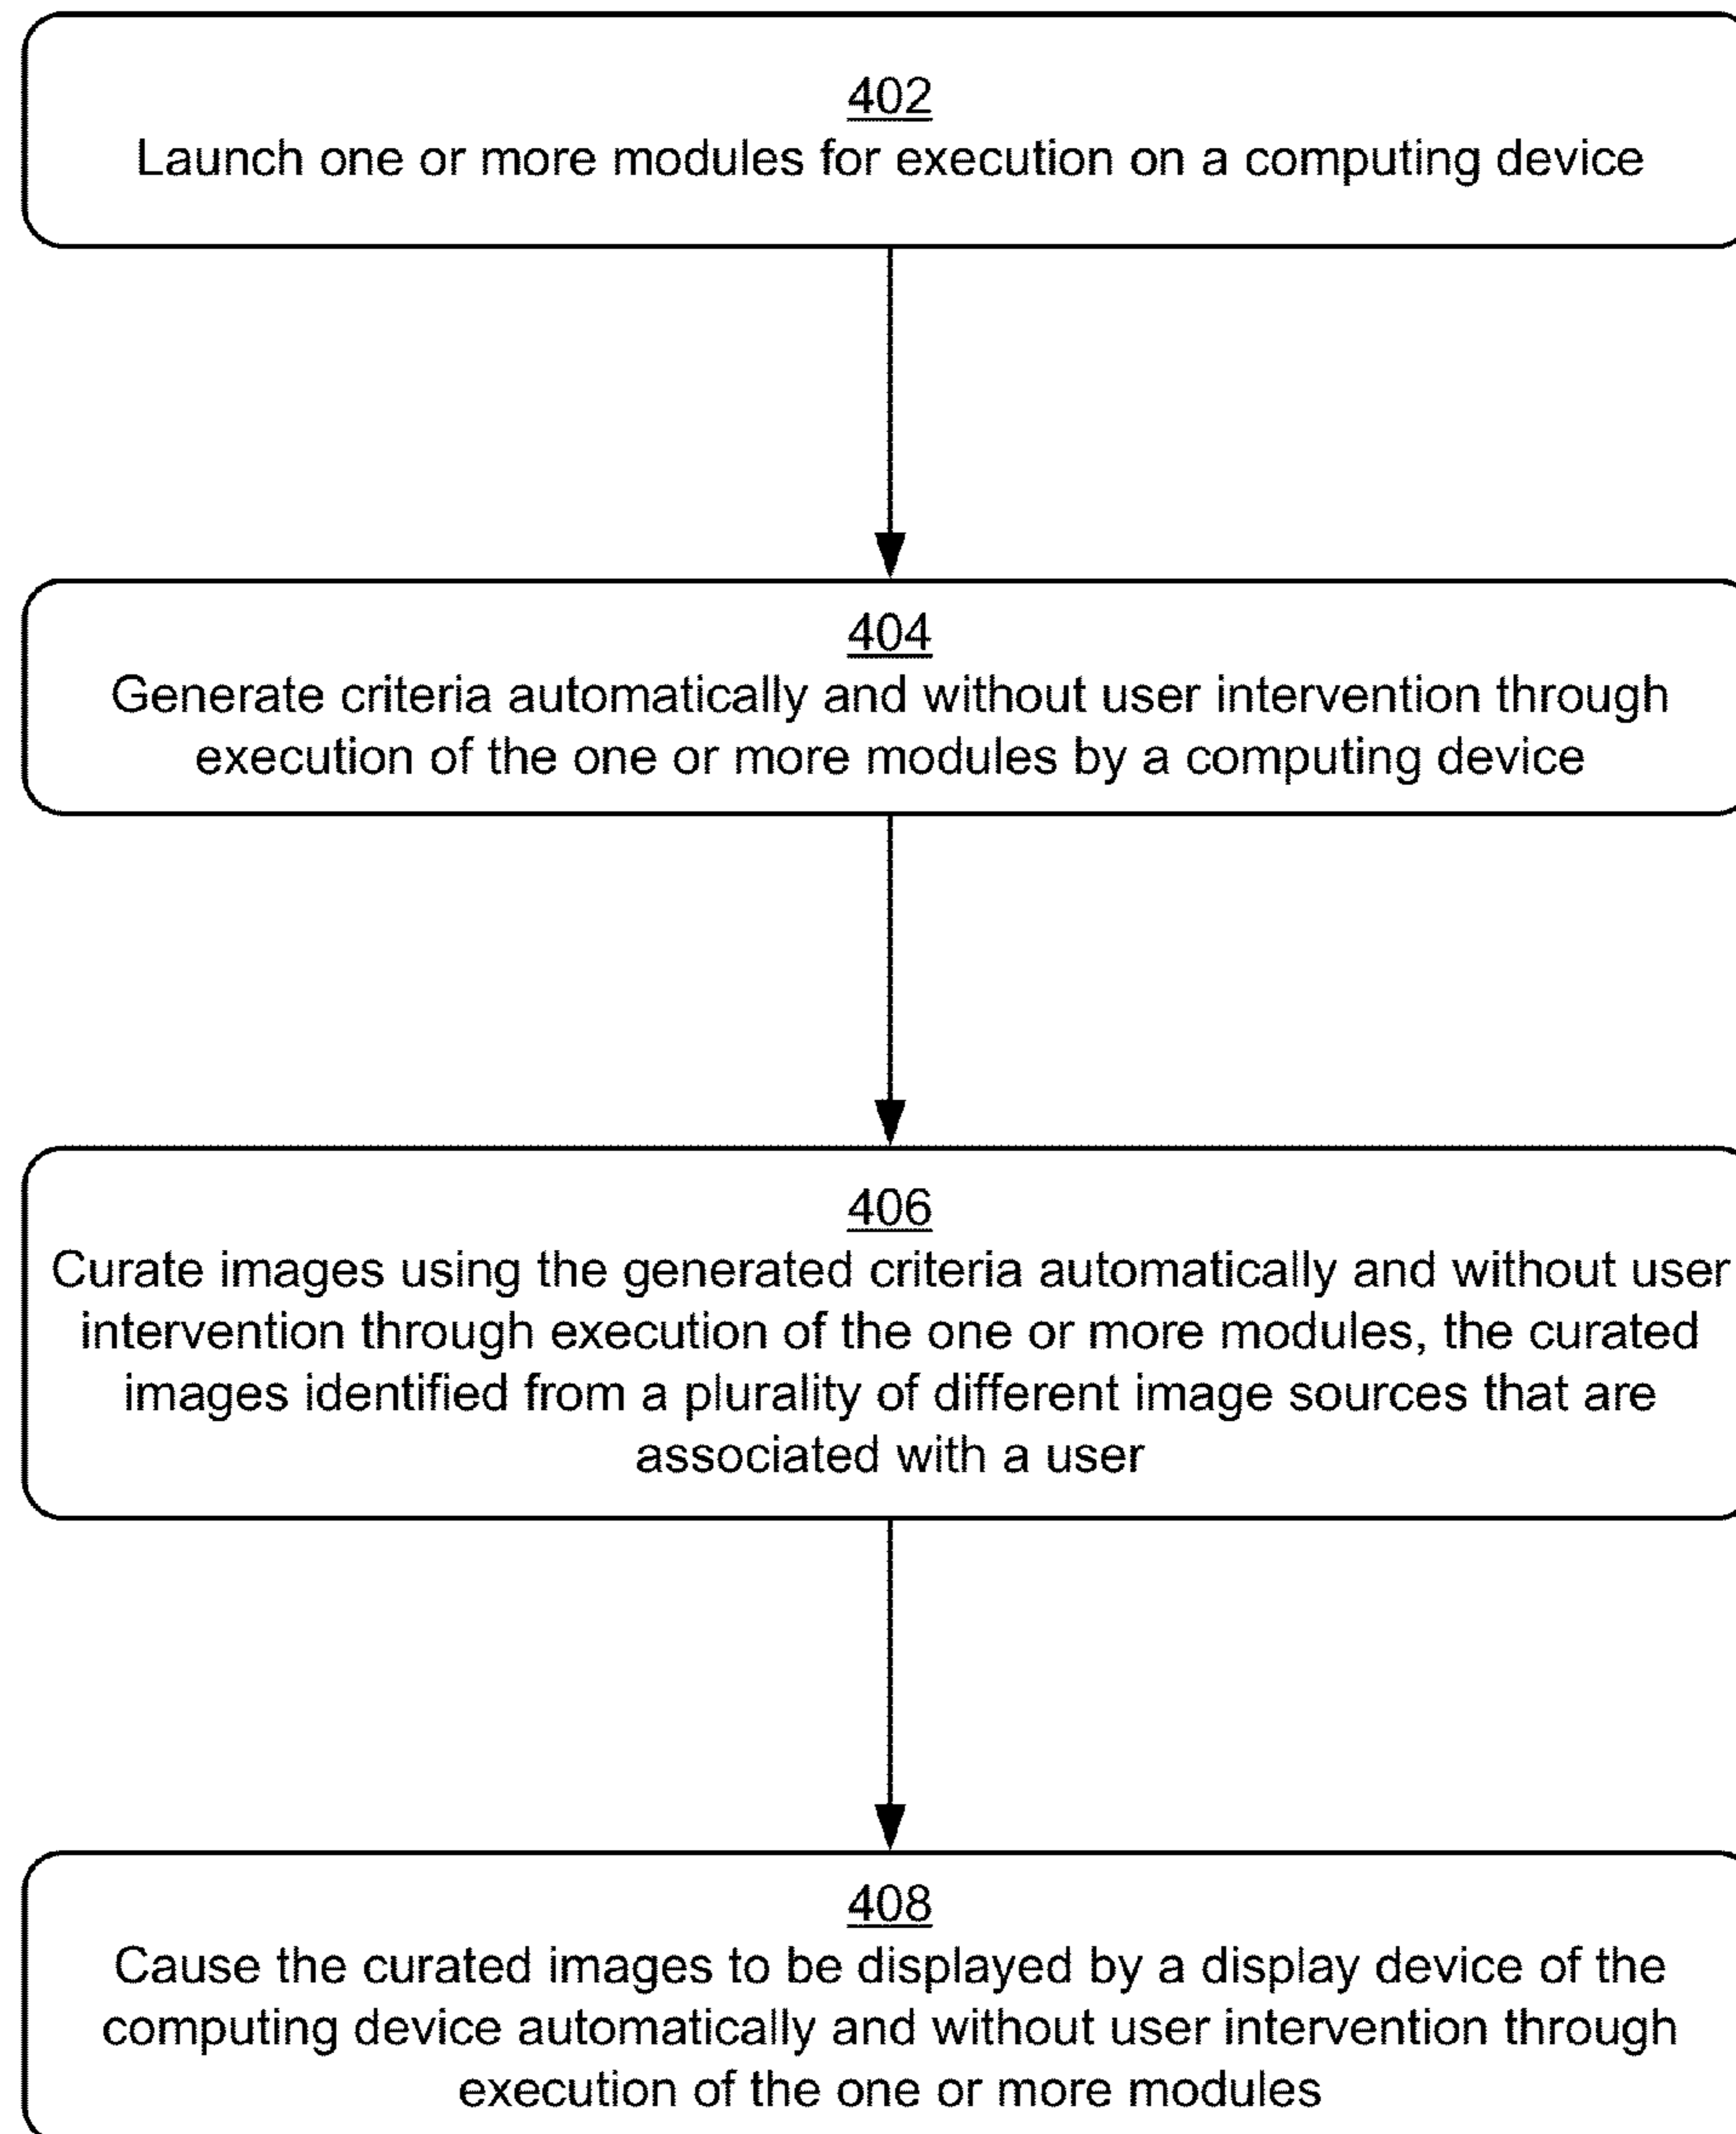 402
Launch one or more modules for execution on a computing device
404
Generate criteria automatically and without user intervention through
execution of the one or more modules by a computing device
406
Curate images using the generated criteria automatically and without user
intervention through execution of the one or more modules, the curated
images identified from a plurality of different image sources that are
associated with a user
408
Cause the curated images to be displayed by a display device of the
computing device automatically and without user intervention through
execution of the one or more modules